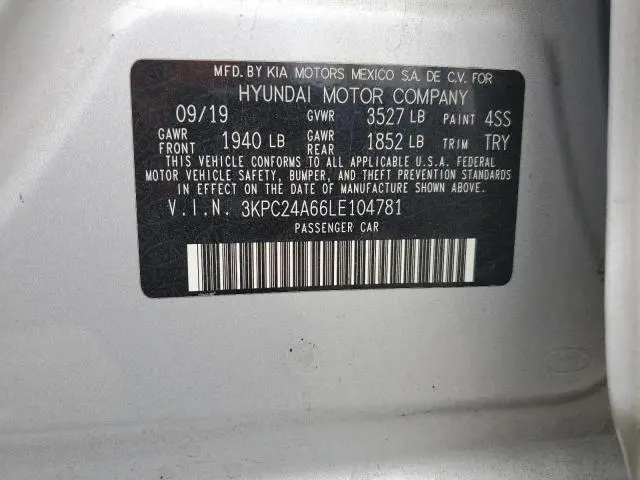 MFD. BY KIA MOTORS MEXICO S.A. DE C.V. FOR
HYUNDAI MOTOR COMPANY
09/19 GVWR 3527 LB PAINT 4SS
GAWR FRONT 1940 LB GAWR REAR 1852 LB TRIM TRY
THIS VEHICLE CONFORMS TO ALL APPLICABLE U.S.A. FEDERAL
MOTOR VEHICLE SAFETY, BUMPER, AND THEFT PREVENTION STANDARDS
IN EFFECT ON THE DATE OF MANUFACTURE SHOWN ABOVE.
V.I.N. 3KPC24A66LE104781
PASSENGER CAR